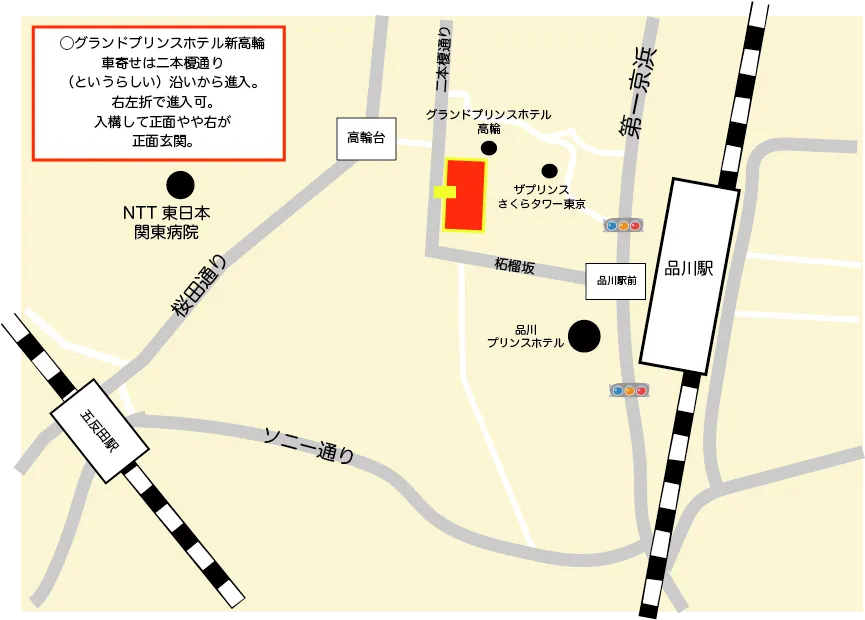 ○グランドプリンスホテル新高輪
車寄せは二本榎通り
（というらしい）沿いから進入。
右左折で進入可。
入構して正面やや右が
正面玄関。
二本榎通り
第一京浜
グランドプリンスホテル
高輪
高輪台
ザプリンス
さくらタワー東京
NTT東日本
関東病院
桜田通り
柘榴坂
品川駅前
品川駅
品川
プリンスホテル
五反田駅
ソニー通り